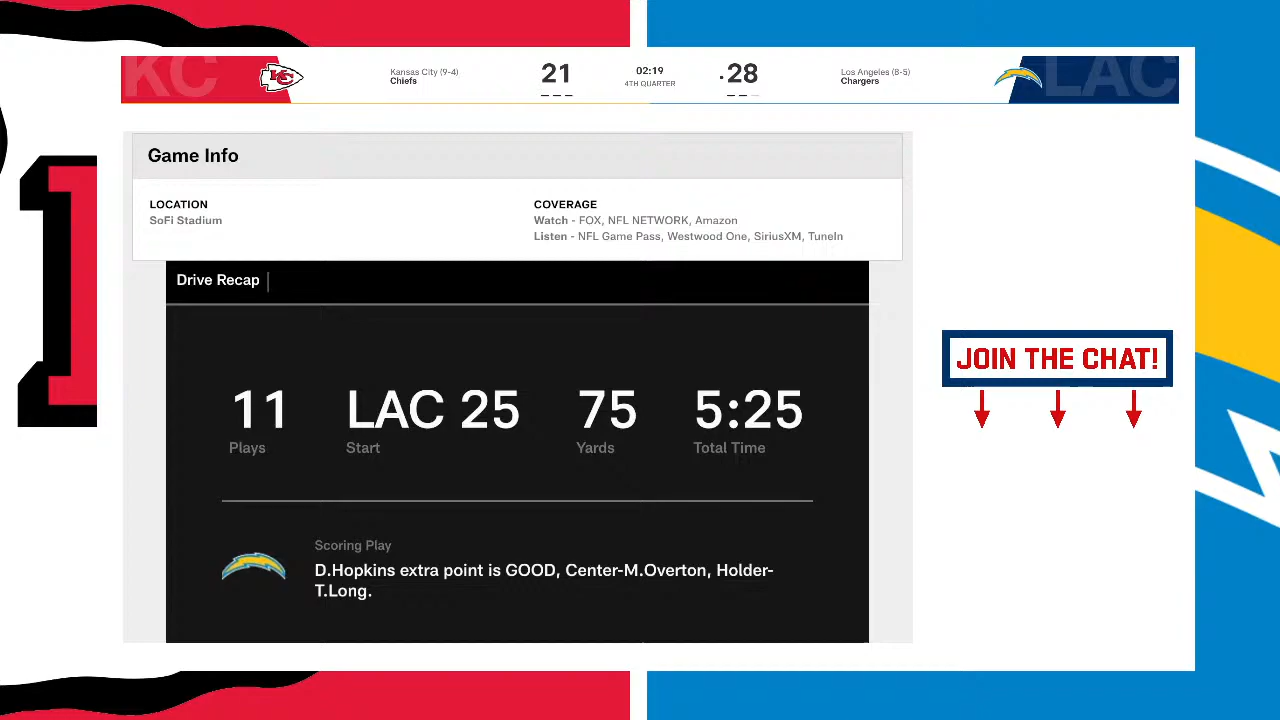 KC
KC
Kansas City (9-4)
Chiefs
21
02:19
4TH QUARTER
28
Los Angeles (8-5)
Chargers
LAC
Game Info
LOCATION
SoFi Stadium
COVERAGE
Watch - FOX, NFL NETWORK, Amazon
Listen - NFL Game Pass, Westwood One, SiriusXM, TuneIn
Drive Recap
11
LAC 25
75
5:25
Plays
Start
Yards
Total Time
JOIN THE CHAT!
Scoring Play
D.Hopkins extra point is GOOD, Center-M.Overton, Holder-
T.Long.